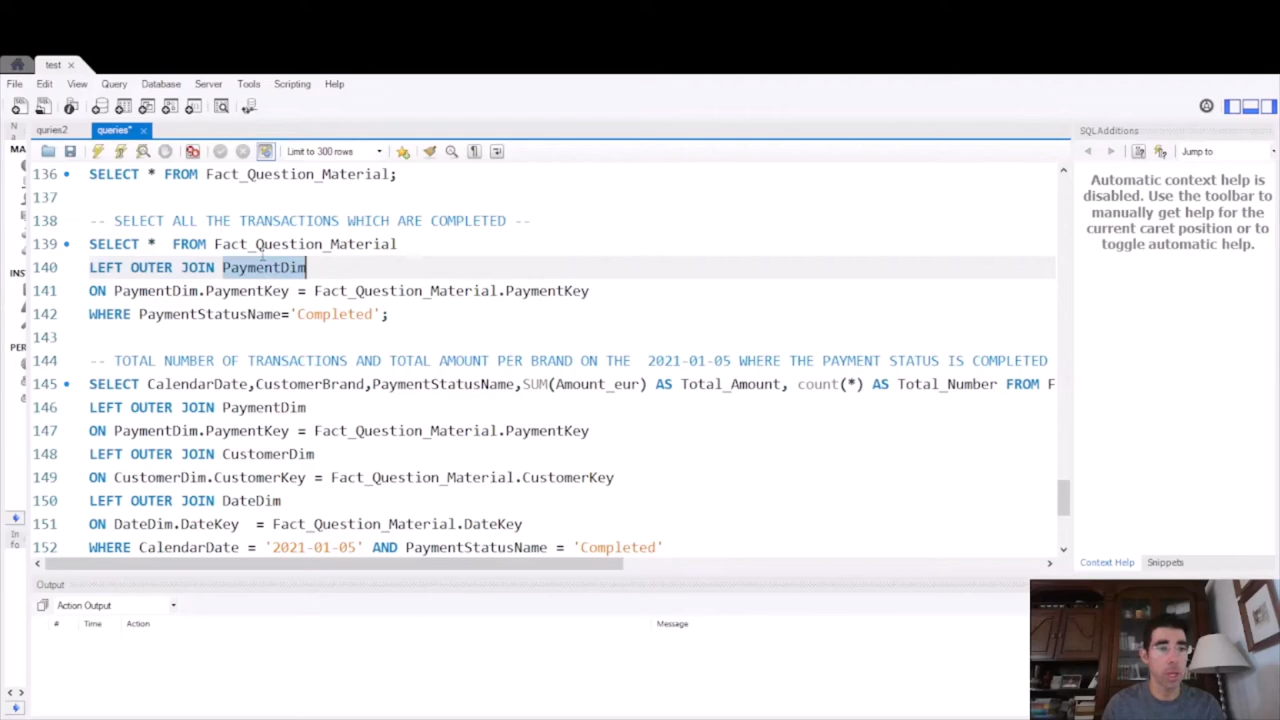 test
File Edit View Query Database Server Tools Scripting Help
quries2 queries*
SQLAdditions
Limit to 300 rows
Jump to
N
a
MA
INS
PER
In
fo
136 SELECT * FROM Fact_Question_Material;
137
138 -- SELECT ALL THE TRANSACTIONS WHICH ARE COMPLETED --
139 SELECT * FROM Fact_Question_Material
140 LEFT OUTER JOIN PaymentDim
141 ON PaymentDim.PaymentKey = Fact_Question_Material.PaymentKey
142 WHERE PaymentStatusName='Completed';
143
144 -- TOTAL NUMBER OF TRANSACTIONS AND TOTAL AMOUNT PER BRAND ON THE  2021-01-05 WHERE THE PAYMENT STATUS IS COMPLETED
145 SELECT CalendarDate,CustomerBrand,PaymentStatusName,SUM(Amount_eur) AS Total_Amount, count(*) AS Total_Number FROM F
146 LEFT OUTER JOIN PaymentDim
147 ON PaymentDim.PaymentKey = Fact_Question_Material.PaymentKey
148 LEFT OUTER JOIN CustomerDim
149 ON CustomerDim.CustomerKey = Fact_Question_Material.CustomerKey
150 LEFT OUTER JOIN DateDim
151 ON DateDim.DateKey  = Fact_Question_Material.DateKey
152 WHERE CalendarDate = '2021-01-05' AND PaymentStatusName = 'Completed'
Automatic context help is
disabled. Use the toolbar to
manually get help for the
current caret position or to
toggle automatic help.
Context Help Snippets
Output
Action Output
# Time Action Message